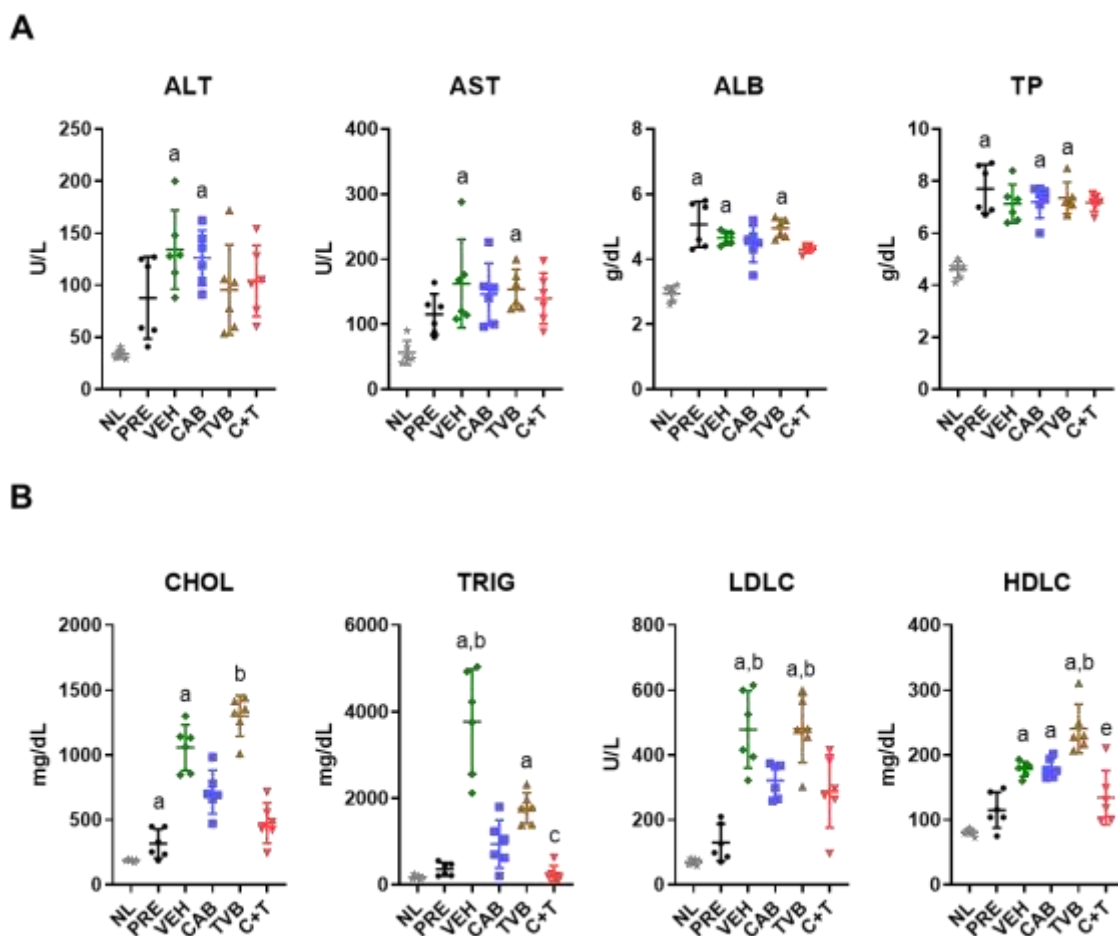 A
ALT
AST
ALB
TP
U/L
250
200
150
100
50
0
a
a
NL
PRE
VEH
CAB
TVB
C+T
U/L
400
300
200
100
0
a
a
NL
PRE
VEH
CAB
TVB
C+T
g/dL
8
6
4
2
0
a
a
a
NL
PRE
VEH
CAB
TVB
C+T
g/dL
10
8
6
4
2
0
a
a
a
NL
PRE
VEH
CAB
TVB
C+T
B
CHOL
TRIG
LDLC
HDLC
mg/dL
2000
1500
1000
500
0
a
a
b
NL
PRE
VEH
CAB
TVB
C+T
mg/dL
6000
4000
2000
0
a,b
a
c
NL
PRE
VEH
CAB
TVB
C+T
U/L
800
600
400
200
0
a,b
a,b
NL
PRE
VEH
CAB
TVB
C+T
mg/dL
400
300
200
100
0
a
a
a,b
e
NL
PRE
VEH
CAB
TVB
C+T